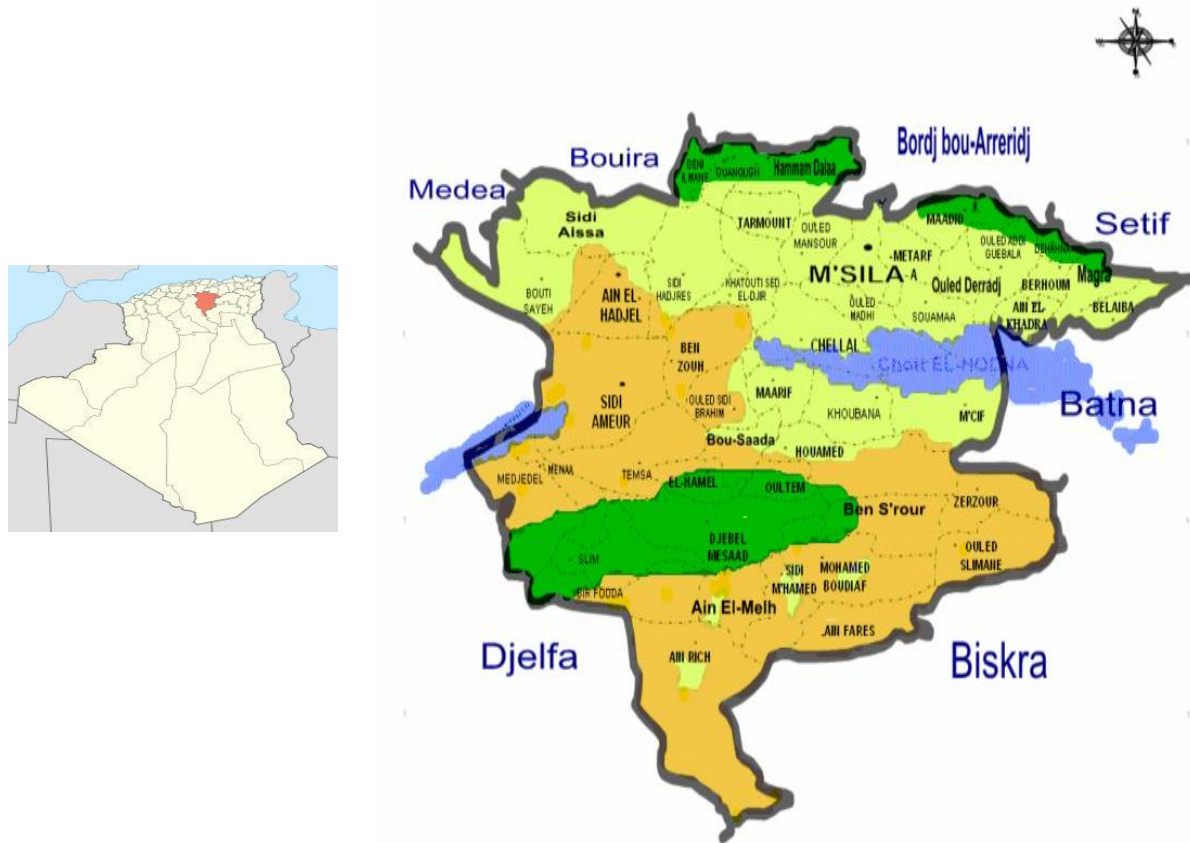 Bordj bou-Arreridj
Bouira
Medea
Setif
BENI
ILMANE
OUANOUGH
Hammam Dalaa
Sidi
Aissa
TARMOUNT
OULED
MANSOUR
MAADID
METARF
-A
OULED ADDI
GUEBALA
DEHAHNA
M'SILA
Magra
BOUTI
SAYEH
AIN EL-
HADJEL
SIDI
HADJRES
KHATOUTI SED
EL-DJIR
OULED
MADHI
SOUAMAA
Ouled Derradj
BERHOUM
AIN EL-
KHADRA
BELAIBA
BEN
ZOUH
CHELLAL
Chott EL-HODNA
SIDI
AMEUR
OULED SIDI
BRAHIM
MAARIF
KHOUBANA
M'CIF
Batna
Bou-Saada
HOUAMED
MEDJEDEL
MENAA
TEMSA
EL-HAMEL
OULTEM
Ben S'rour
ZERZOUR
SLIM
DJEBEL
MESAAD
SIDI
M'HAMED
MOHAMED
BOUDIAF
OULED
SLIMANE
BIR FODDA
Ain El-Melh
AIN FARES
AIN RICH
Djelfa
Biskra